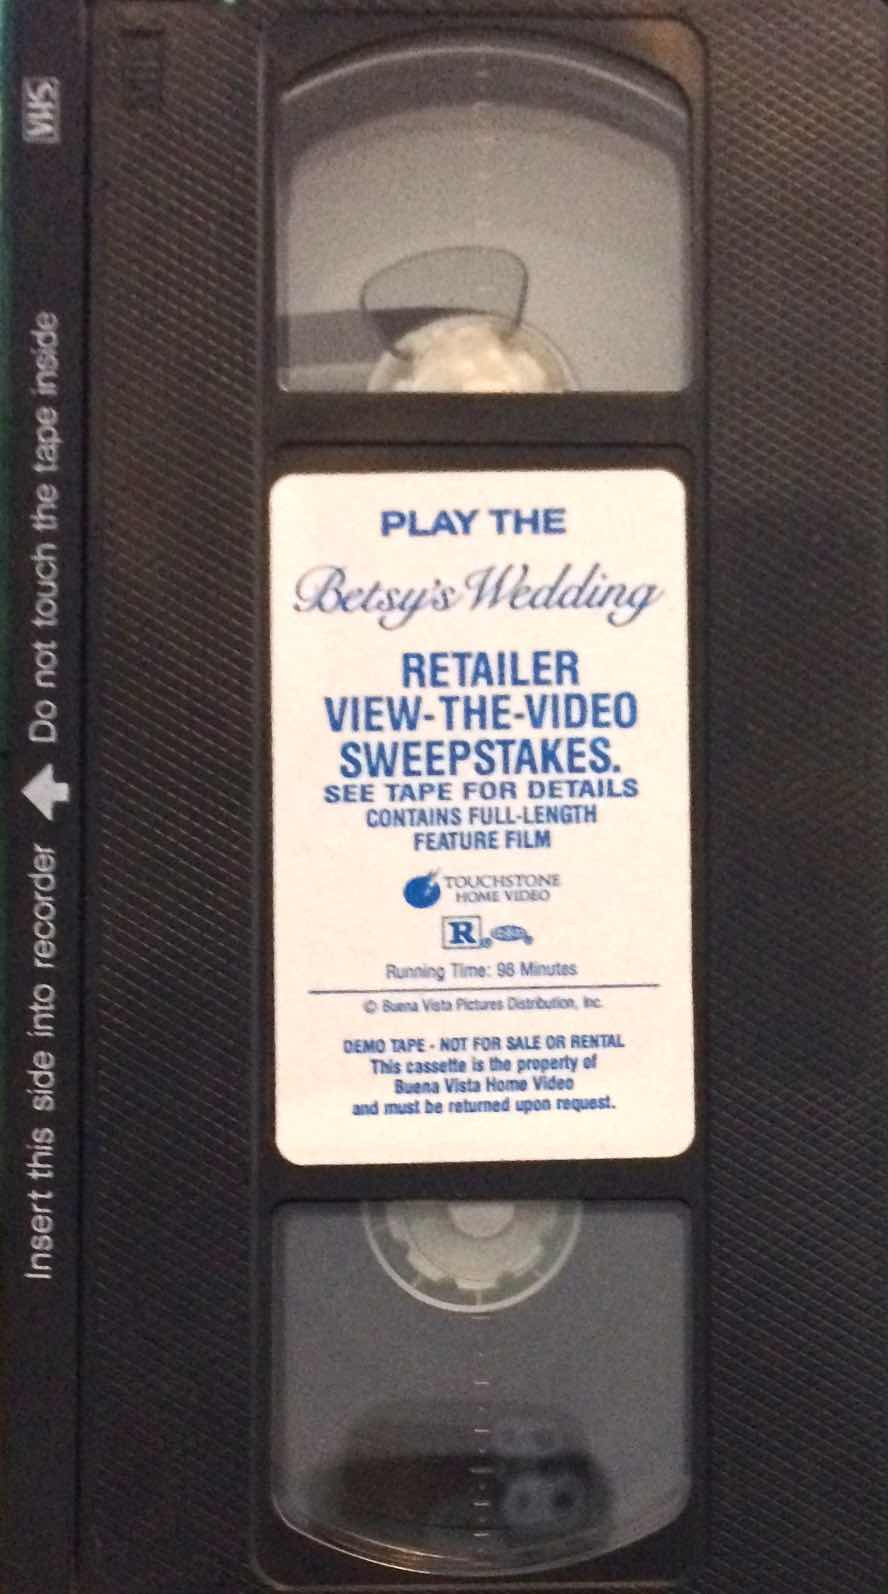 VHS
Insert this side into recorder Do not touch the tape inside
PLAY THE
Betsy's Wedding
RETAILER
VIEW-THE-VIDEO
SWEEPSTAKES.
SEE TAPE FOR DETAILS
CONTAINS FULL-LENGTH
FEATURE FILM
TOUCHSTONE
HOME VIDEO
R
Running Time: 98 Minutes
© Buena Vista Pictures Distribution, Inc.
DEMO TAPE - NOT FOR SALE OR RENTAL
This cassette is the property of
Buena Vista Home Video
and must be returned upon request.